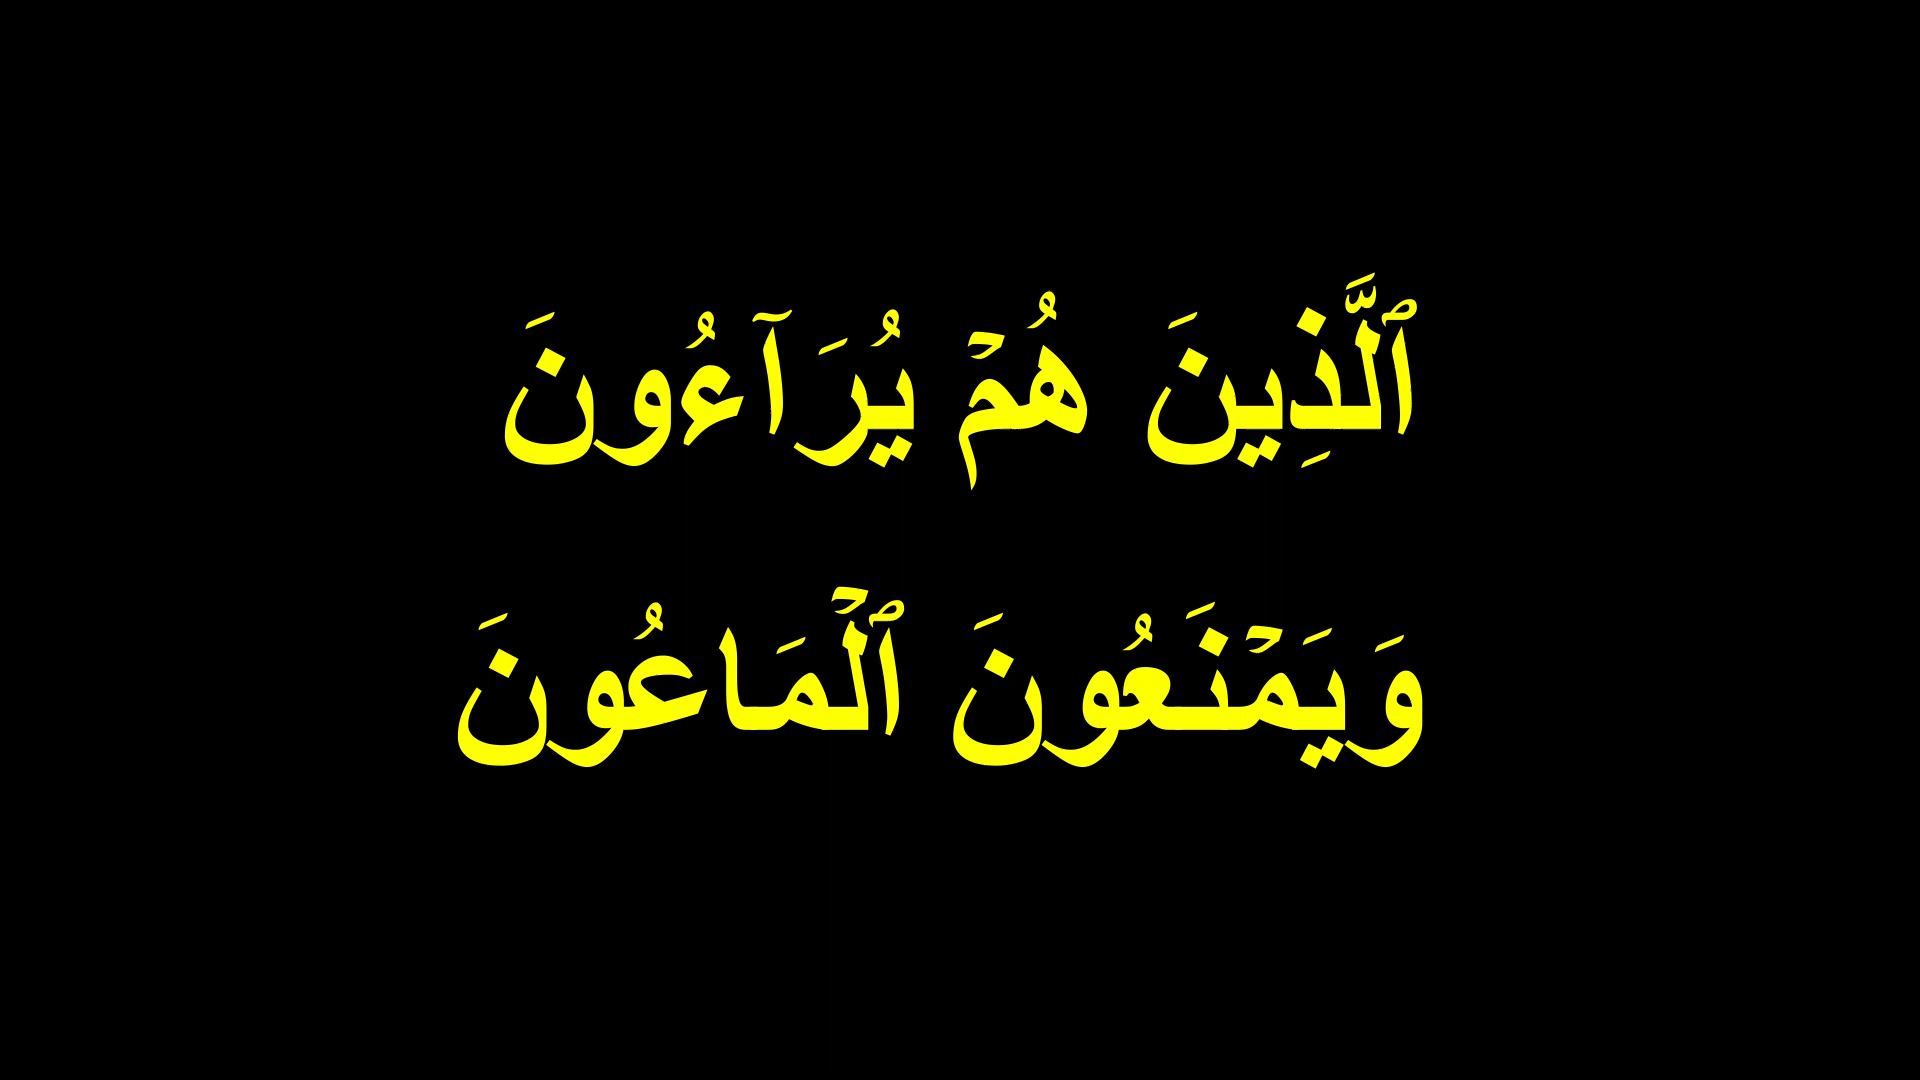 ٱلَّذِينَ هُمۡ يُرَآءُونَ
وَيَمۡنَعُونَ ٱلۡمَاعُونَ